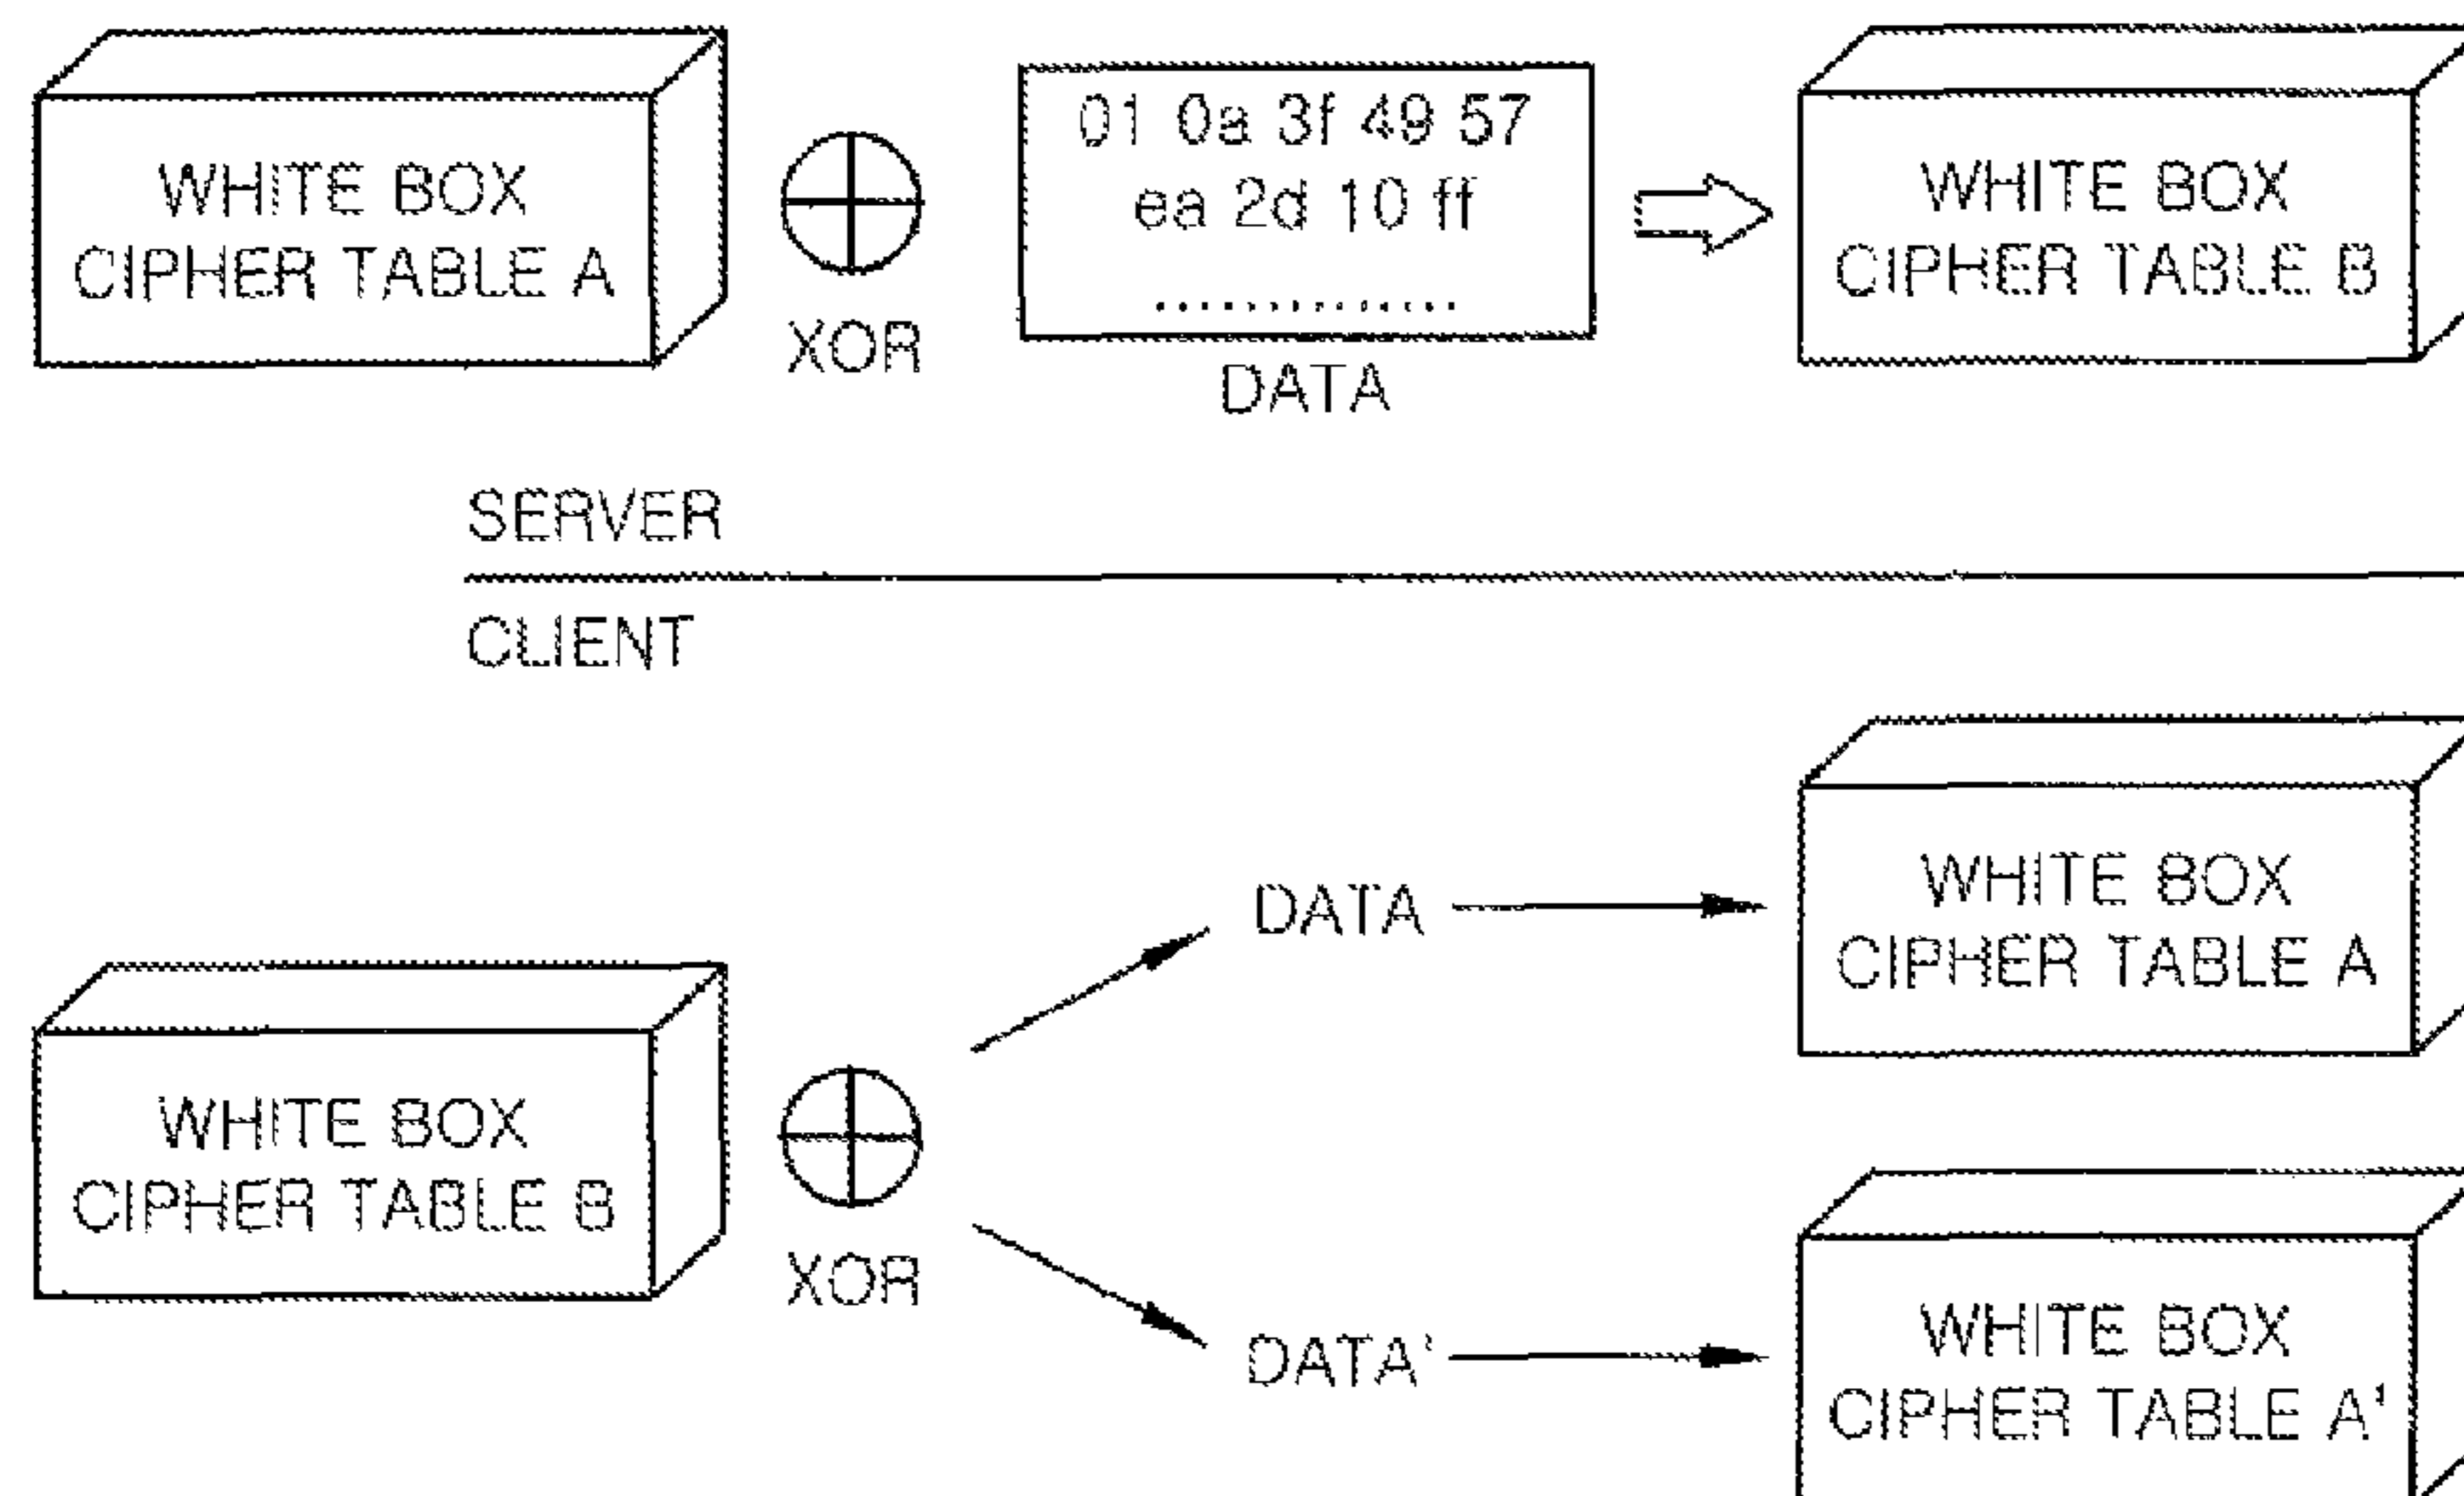 WHITE BOX
CIPHER TABLE A
XOR
01 0a 3f 49 57
ea 2d 10 ff
..............
DATA
WHITE BOX
CIPHER TABLE B
SERVER
CLIENT
WHITE BOX
CIPHER TABLE B
XOR
DATA
WHITE BOX
CIPHER TABLE A
DATA'
WHITE BOX
CIPHER TABLE A'